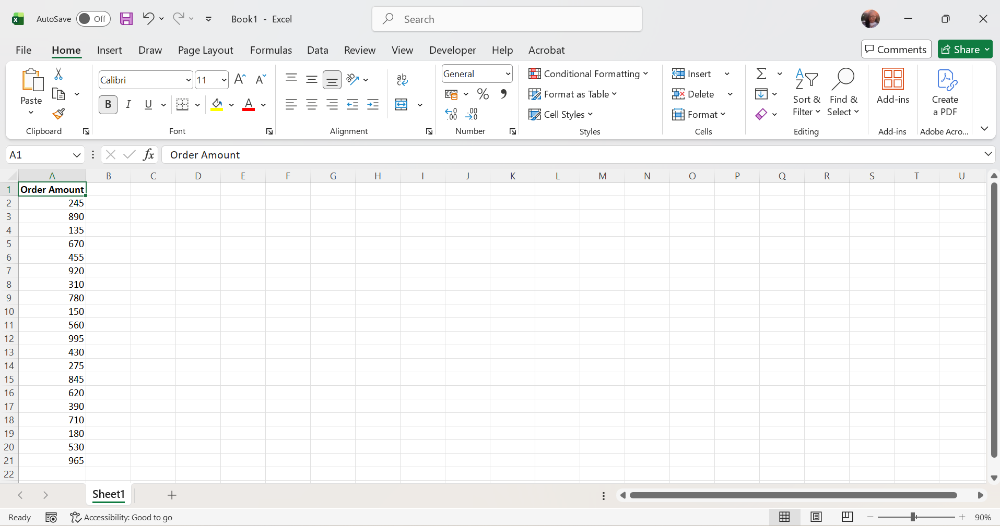 AutoSave Off Book1 - Excel Search
File Home Insert Draw Page Layout Formulas Data Review View Developer Help Acrobat Comments Share
Paste
Clipboard
Calibri 11
B I U A
Font
ab
Alignment
General
% 9
.00 .0
Number
Conditional Formatting
Format as Table
Cell Styles
Styles
Insert
Delete
Format
Cells
Sort & Filter
Find & Select
Editing
Add-ins
Add-ins
Create a PDF
Adobe Acro...
A1 fx Order Amount
A B C D E F G H I J K L M N O P Q R S T U
1 Order Amount
2 245
3 890
4 135
5 670
6 455
7 920
8 310
9 780
10 150
11 560
12 995
13 430
14 275
15 845
16 620
17 390
18 710
19 180
20 530
21 965
22
Sheet1
Ready Accessibility: Good to go 90%